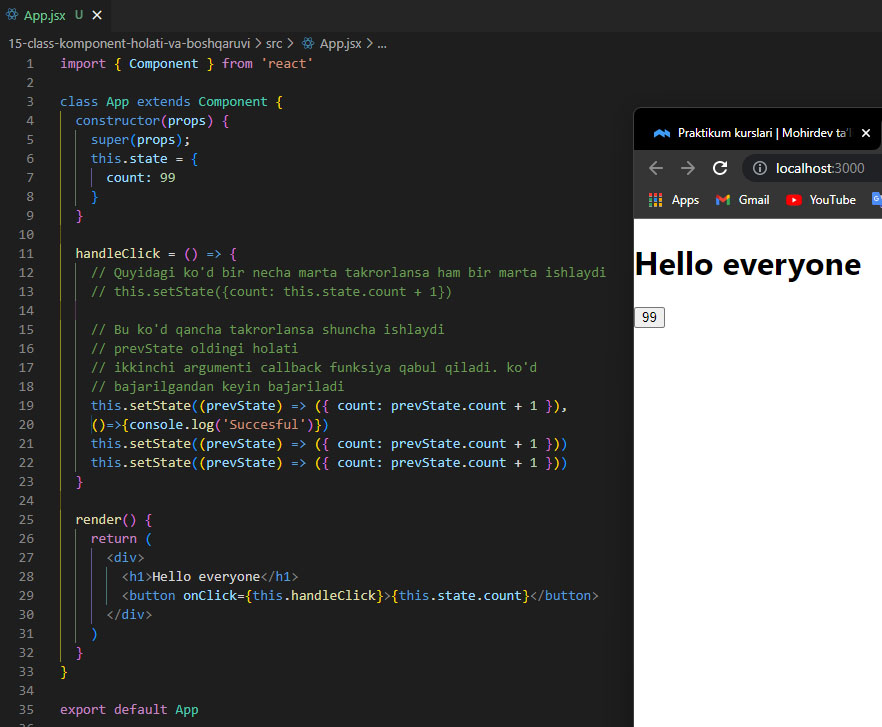 App.jsx U
15-class-komponent-holati-va-boshqaruvi > src > App.jsx > ...
1 import { Component } from 'react'
2
3 class App extends Component {
4 constructor(props) {
5 super(props);
6 this.state = {
7 count: 99
8 }
9 }
10
11 handleClick = () => {
12 // Quyidagi ko'd bir necha marta takrorlansa ham bir marta ishlaydi
13 // this.setState({count: this.state.count + 1})
14
15 // Bu ko'd qancha takrorlansa shuncha ishlaydi
16 // prevState oldingi holati
17 // ikkinchi argumenti callback funksiya qabul qiladi. ko'd
18 // bajarilgandan keyin bajariladi
19 this.setState((prevState) => ({ count: prevState.count + 1 }),
20 ()=>{console.log('Succesful')})
21 this.setState((prevState) => ({ count: prevState.count + 1 }))
22 this.setState((prevState) => ({ count: prevState.count + 1 }))
23 }
24
25 render() {
26 return (
27 <div>
28 <h1>Hello everyone</h1>
29 <button onClick={this.handleClick}>{this.state.count}</button>
30 </div>
31 )
32 }
33 }
34
35 export default App
Praktikum kurslari | Mohirdev ta'l
localhost:3000
Apps Gmail YouTube
Hello everyone
99